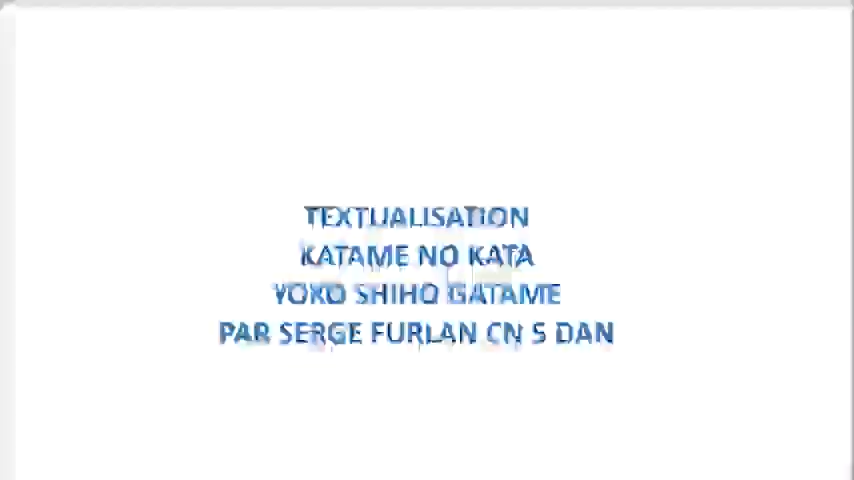 TEXTUALISATION
KATAME NO KATA
YOKO SHIHO GATAME
PAR SERGE FURLAN CN 5 DAN